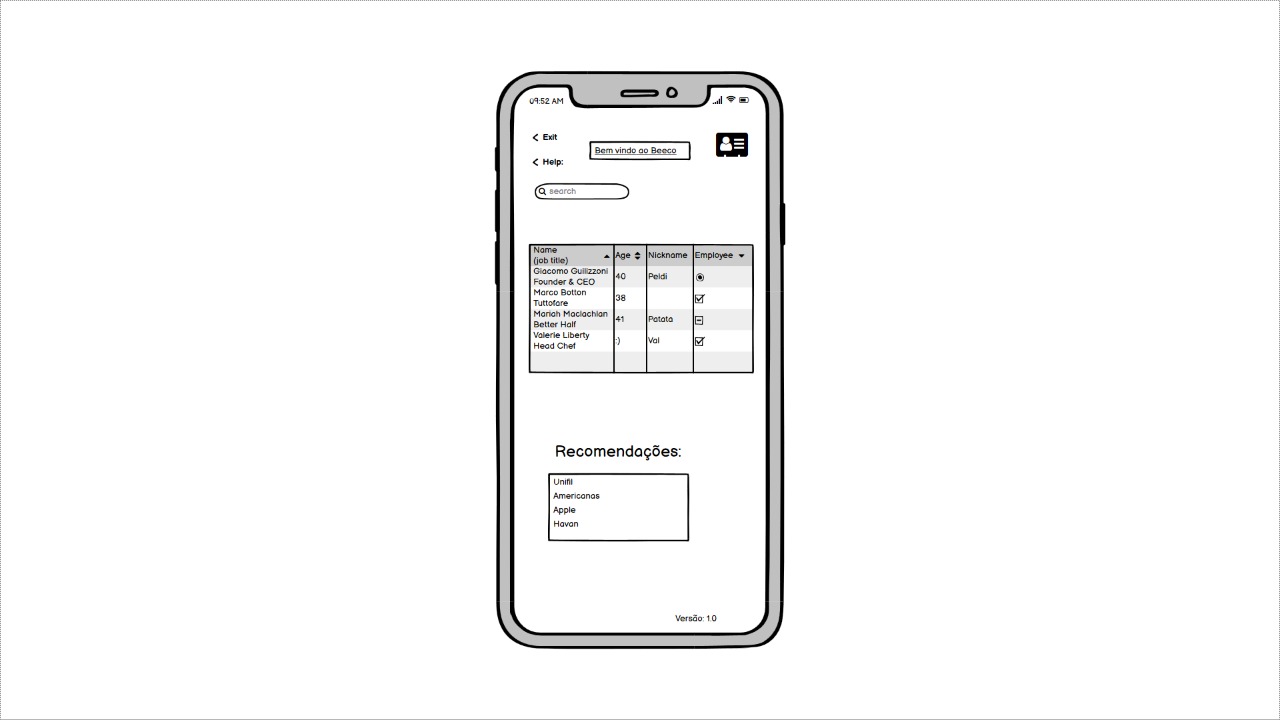 09:52 AM
Exit
Bem vindo ao Beeco
Help:
search
Name
(job title)
Age
Nickname
Employee
Giacomo Guilizzoni
Founder & CEO
40
Peldi
Marco Botton
Tuttofare
38
Mariah Maclachlan
Better Half
41
Patata
Valerie Liberty
Head Chef
:)
Val
Recomendações:
Unifil
Americanas
Apple
Havan
Versão: 1.0